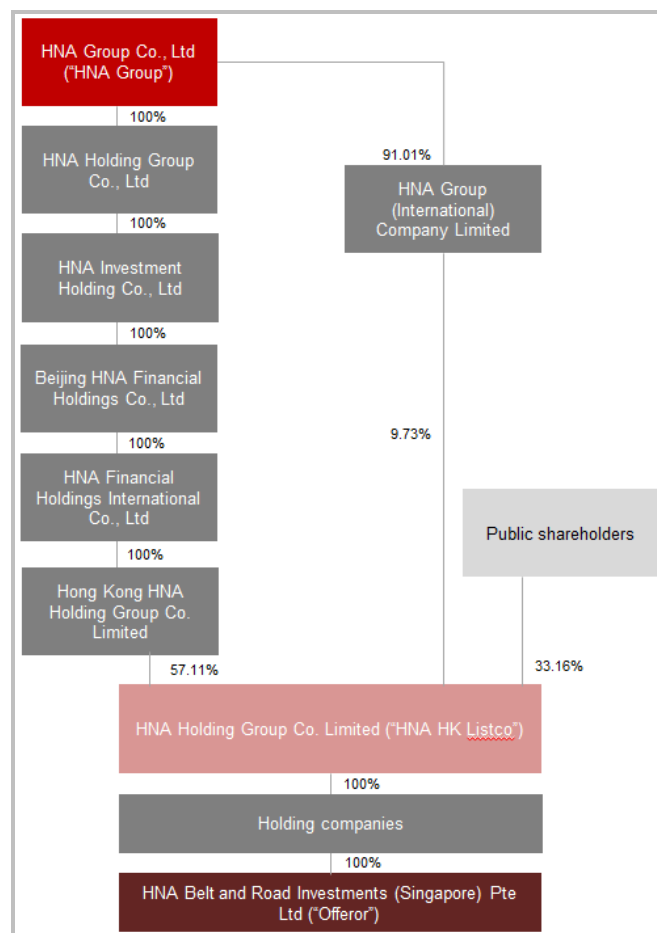 HNA Group Co., Ltd
(“HNA Group”)
100%
HNA Holding Group
Co., Ltd
100%
HNA Investment
Holding Co., Ltd
100%
Beijing HNA Financial
Holdings Co., Ltd
100%
HNA Financial
Holdings International
Co., Ltd
100%
Hong Kong HNA
Holding Group Co.
Limited
57.11%
91.01%
HNA Group
(International)
Company Limited
9.73%
Public shareholders
33.16%
HNA Holding Group Co. Limited (“HNA HK Listco”)
100%
Holding companies
100%
HNA Belt and Road Investments (Singapore) Pte
Ltd (“Offeror”)